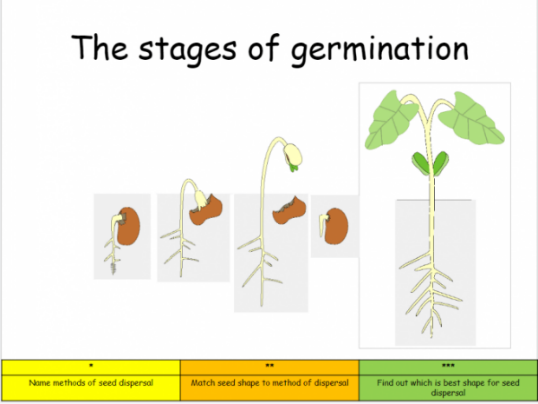 The stages of germination
*
**
***
Name methods of seed dispersal
Match seed shape to method of dispersal
Find out which is best shape for seed
dispersal